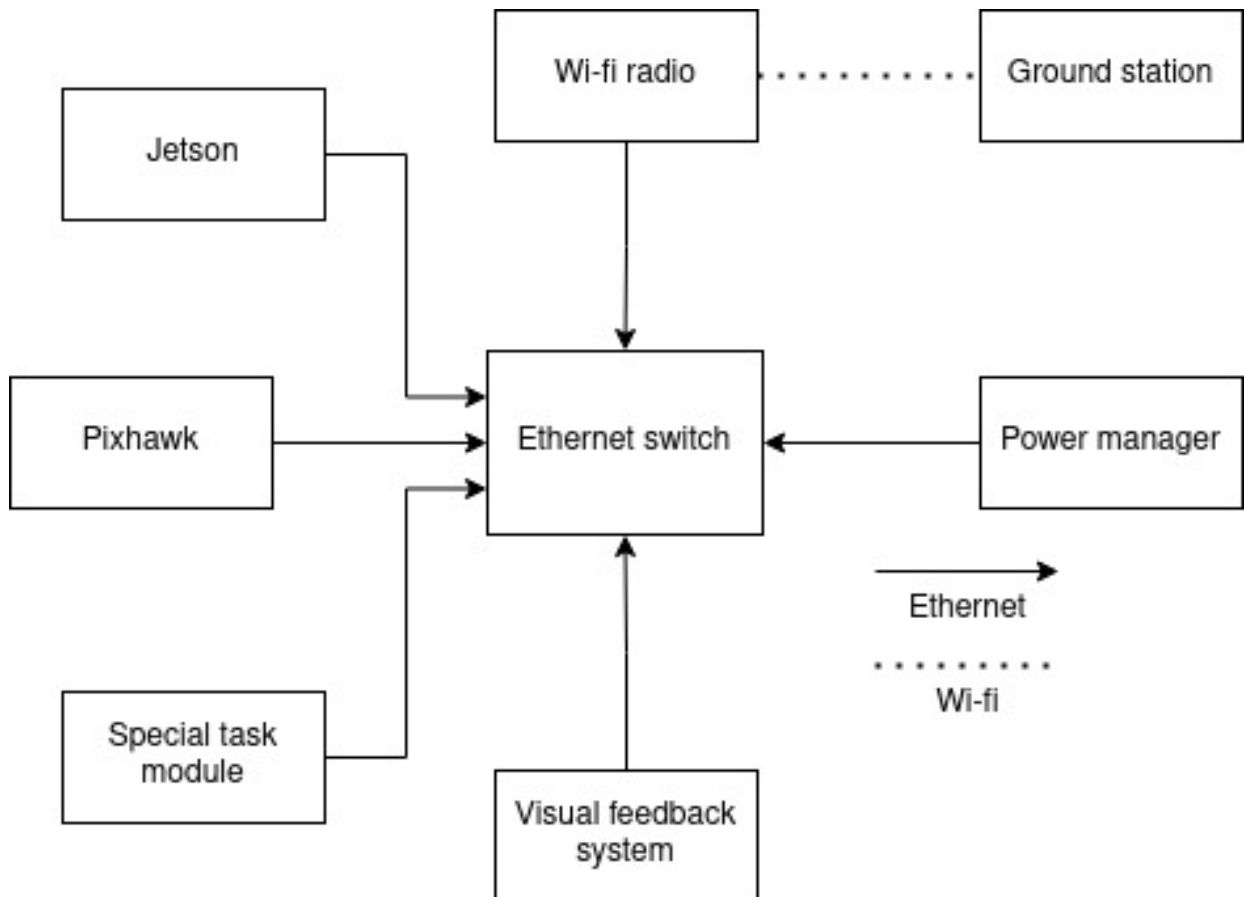 Wi-fi radio
Ground station
Jetson
Pixhawk
Ethernet switch
Power manager
Ethernet
Wi-fi
Special task
module
Visual feedback
system